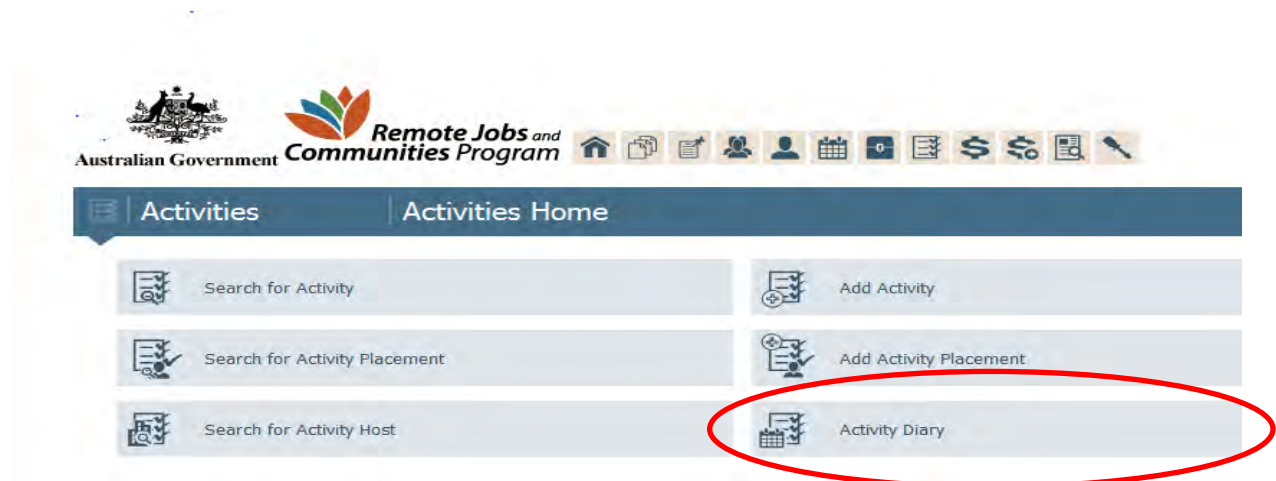 Australian Government
Remote Jobs and
Communities Program
Activities
Activities Home
Search for Activity
Add Activity
Search for Activity Placement
Add Activity Placement
Search for Activity Host
Activity Diary